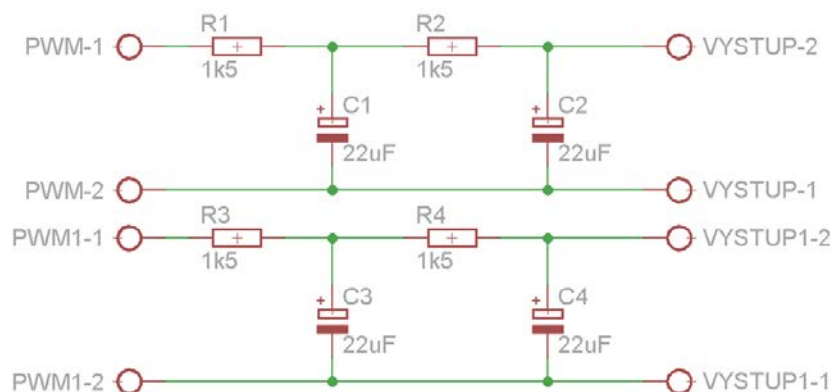 R1
R2
PWM-1
VYSTUP-2
1k5
1k5
+
C1
+
C2
22uF
22uF
PWM-2
VYSTUP-1
R3
R4
PWM1-1
VYSTUP1-2
1k5
1k5
+
C3
+
C4
22uF
22uF
PWM1-2
VYSTUP1-1